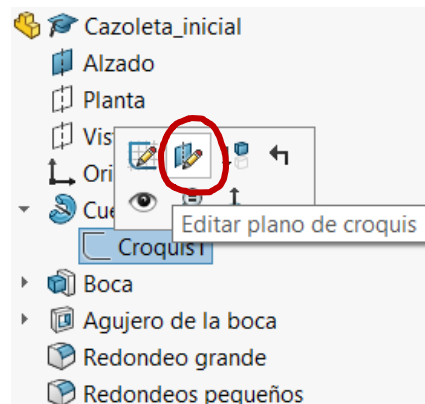 Cazoleta_inicial
Alzado
Planta
Vis
Ori
Cue
Editar plano de croquis
Croquis1
Boca
Agujero de la boca
Redondeo grande
Redondeos pequeños